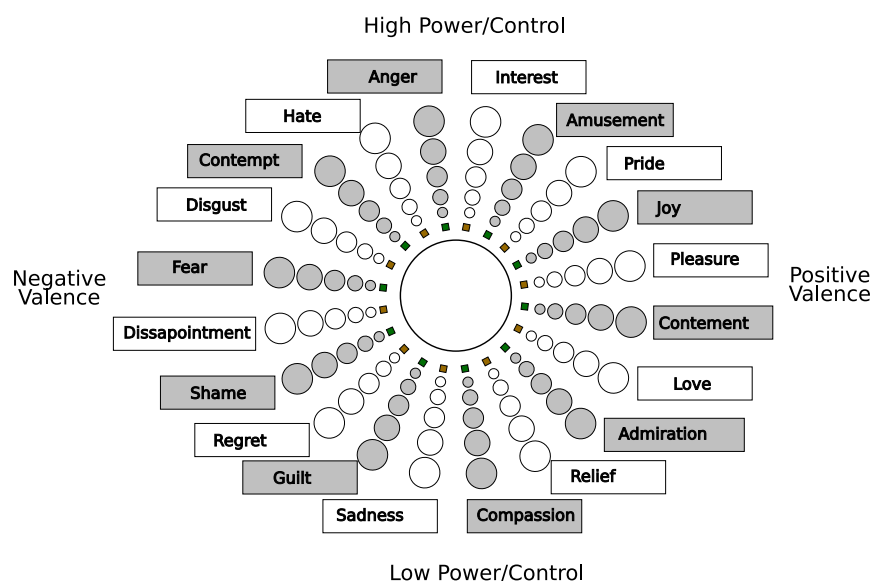 High Power/Control
Anger
Interest
Hate
Amusement
Contempt
Pride
Disgust
Joy
Fear
Pleasure
Negative
Valence
Positive
Valence
Dissapointment
Contement
Shame
Love
Regret
Admiration
Guilt
Relief
Sadness
Compassion
Low Power/Control